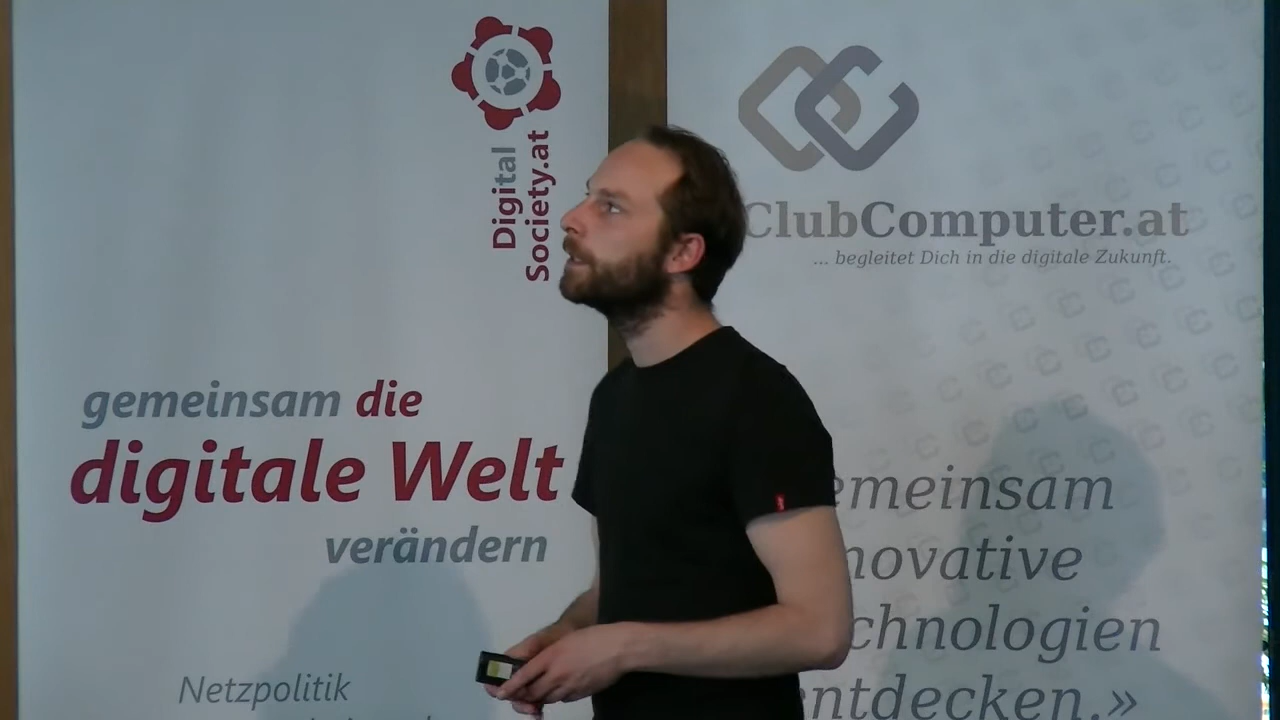 Digital
Society.at
gemeinsam die
digitale Welt
verändern
Netzpolitik
ClubComputer.at
... begleitet Dich in die digitale Zukunft.
emeinsam
novative
chnologien
entdecken.»